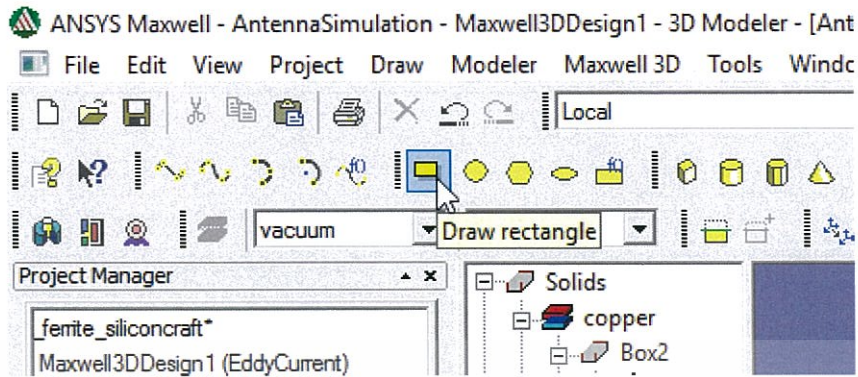 ANSYS Maxwell - AntennaSimulation - Maxwell3DDesign1 - 3D Modeler - [Ant
File Edit View Project Draw Modeler Maxwell 3D Tools Windo
Local
vacuum
Draw rectangle
Project Manager
Solids
_ferrite_siliconcraft*
copper
Maxwell3DDesign1 (EddyCurrent)
Box2